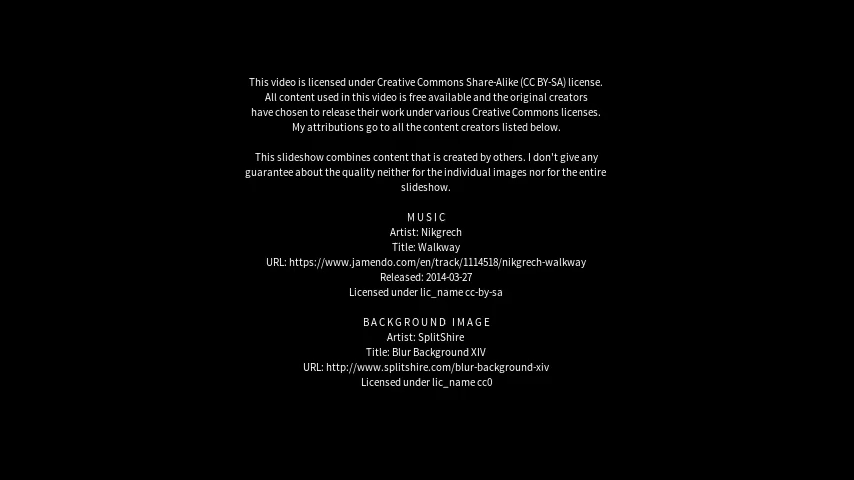 This video is licensed under Creative Commons Share-Alike (CC BY-SA) license.
All content used in this video is free available and the original creators
have chosen to release their work under various Creative Commons licenses.
My attributions go to all the content creators listed below.
This slideshow combines content that is created by others. I don't give any
guarantee about the quality neither for the individual images nor for the entire
slideshow.
M U S I C
Artist: Nikgrech
Title: Walkway
URL: https://www.jamendo.com/en/track/1114518/nikgrech-walkway
Released: 2014-03-27
Licensed under lic_name cc-by-sa
B A C K G R O U N D  I M A G E
Artist: SplitShire
Title: Blur Background XIV
URL: http://www.splitshire.com/blur-background-xiv
Licensed under lic_name cc0